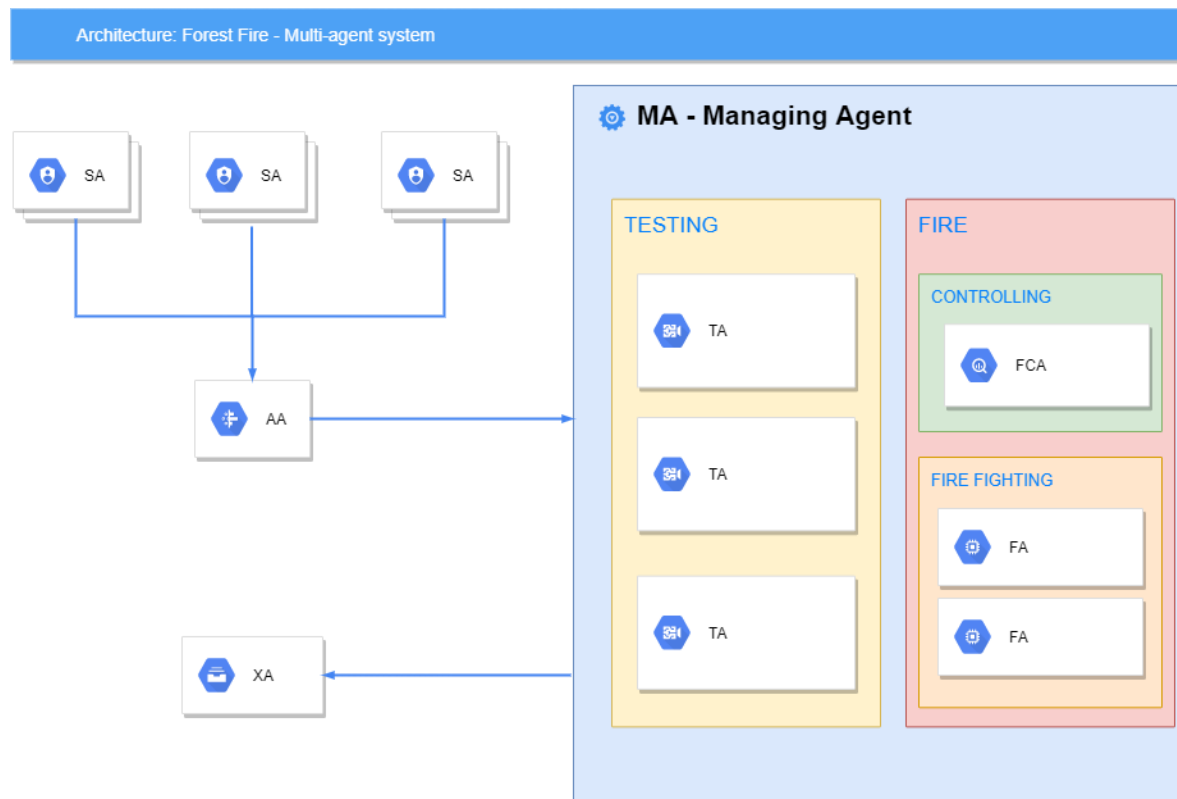 Architecture: Forest Fire - Multi-agent system
MA - Managing Agent
SA
SA
SA
TESTING
FIRE
TA
CONTROLLING
FCA
AA
TA
FIRE FIGHTING
FA
TA
FA
XA